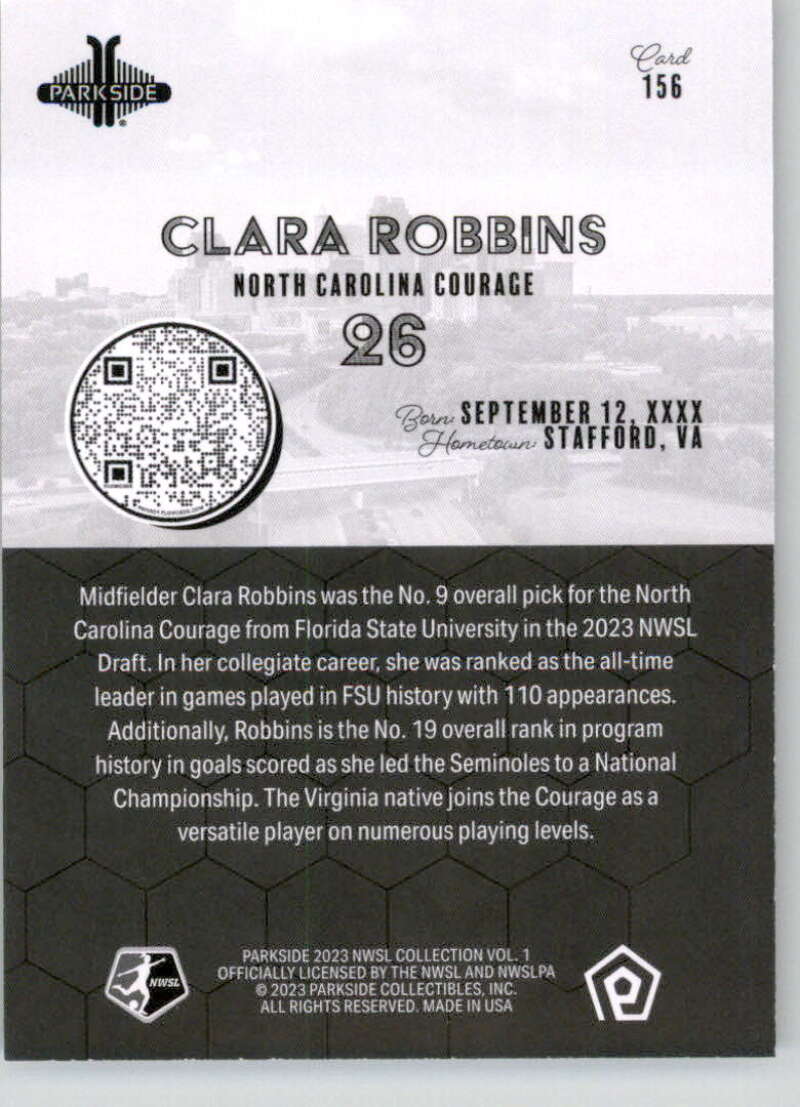 PARKSIDE
Card
156
CLARA ROBBINS
NORTH CAROLINA COURAGE
26
Born: SEPTEMBER 12, XXXX
Hometown: STAFFORD, VA
Midfielder Clara Robbins was the No. 9 overall pick for the North
Carolina Courage from Florida State University in the 2023 NWSL
Draft. In her collegiate career, she was ranked as the all-time
leader in games played in FSU history with 110 appearances.
Additionally, Robbins is the No. 19 overall rank in program
history in goals scored as she led the Seminoles to a National
Championship. The Virginia native joins the Courage as a
versatile player on numerous playing levels.
NWSL
PARKSIDE 2023 NWSL COLLECTION VOL. 1
OFFICIALLY LICENSED BY THE NWSL AND NWSLPA
© 2023 PARKSIDE COLLECTIBLES, INC.
ALL RIGHTS RESERVED. MADE IN USA